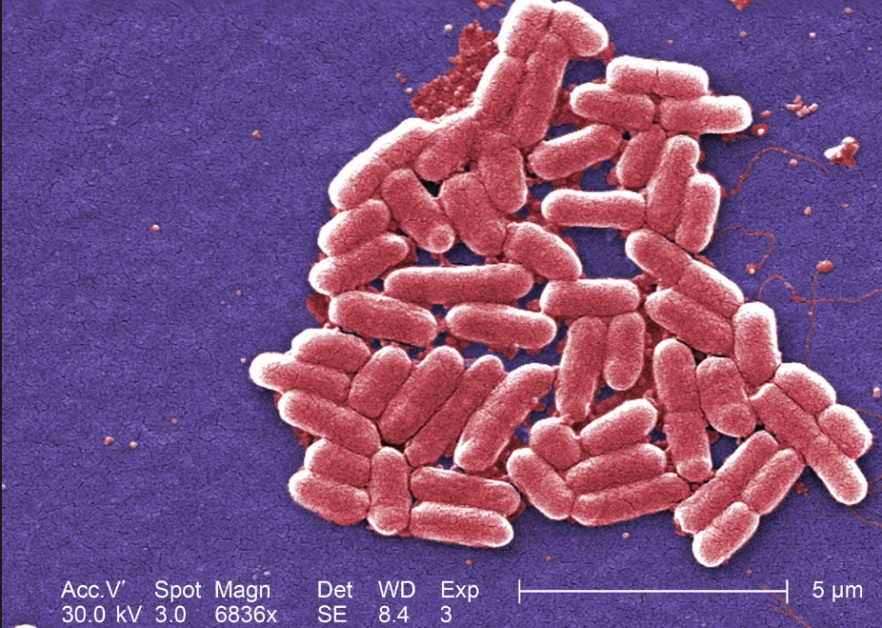 Acc.V′ Spot Magn Det WD Exp 5 µm
30.0 kV 3.0 6836x SE 8.4 3